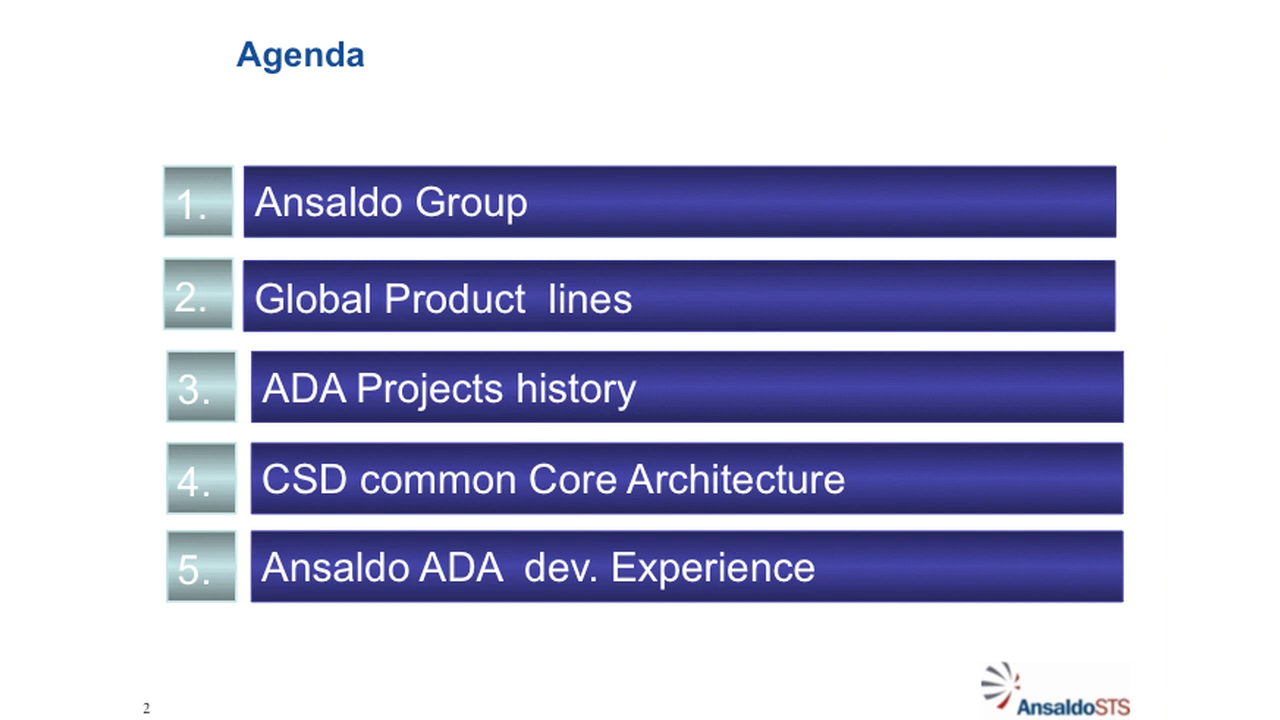 Agenda
1. Ansaldo Group
2. Global Product  lines
3. ADA Projects history
4. CSD common Core Architecture
5. Ansaldo ADA  dev. Experience
2
AnsaldoSTS